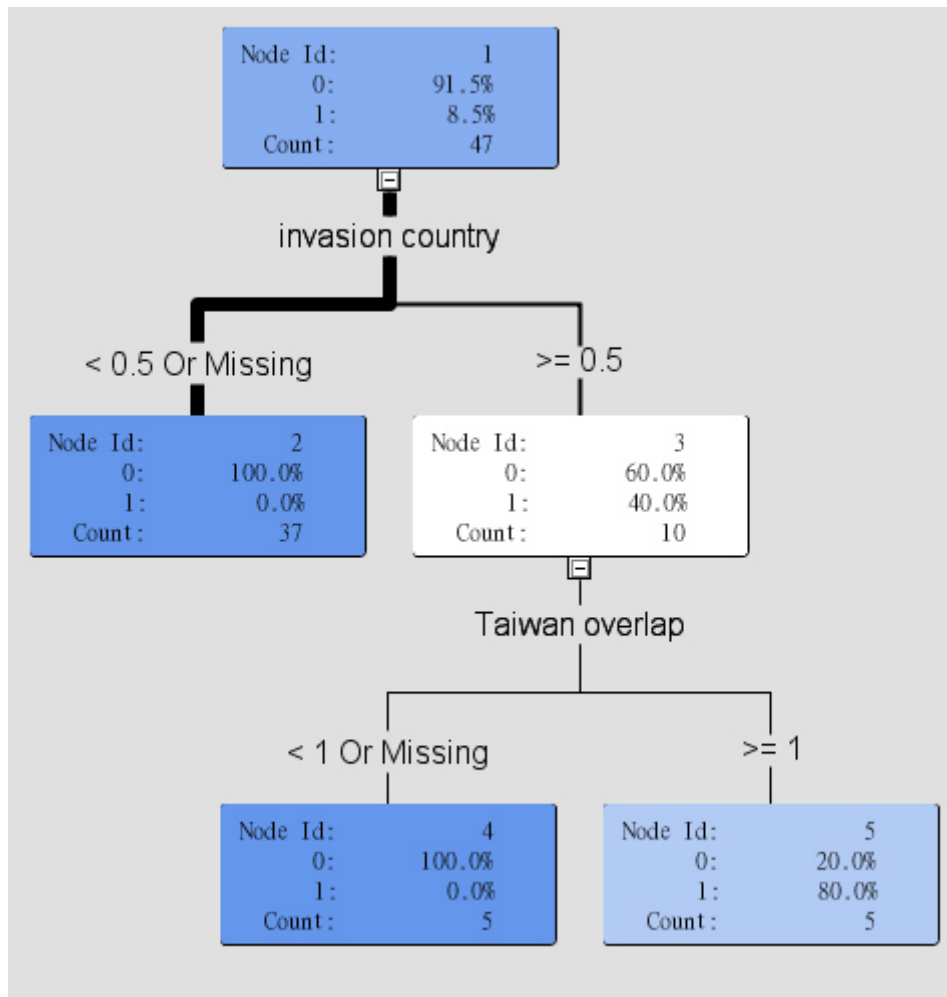 Node Id: 1
0: 91.5%
1: 8.5%
Count: 47
invasion country
< 0.5 Or Missing
>= 0.5
Node Id: 2
0: 100.0%
1: 0.0%
Count: 37
Node Id: 3
0: 60.0%
1: 40.0%
Count: 10
Taiwan overlap
< 1 Or Missing
>= 1
Node Id: 4
0: 100.0%
1: 0.0%
Count: 5
Node Id: 5
0: 20.0%
1: 80.0%
Count: 5